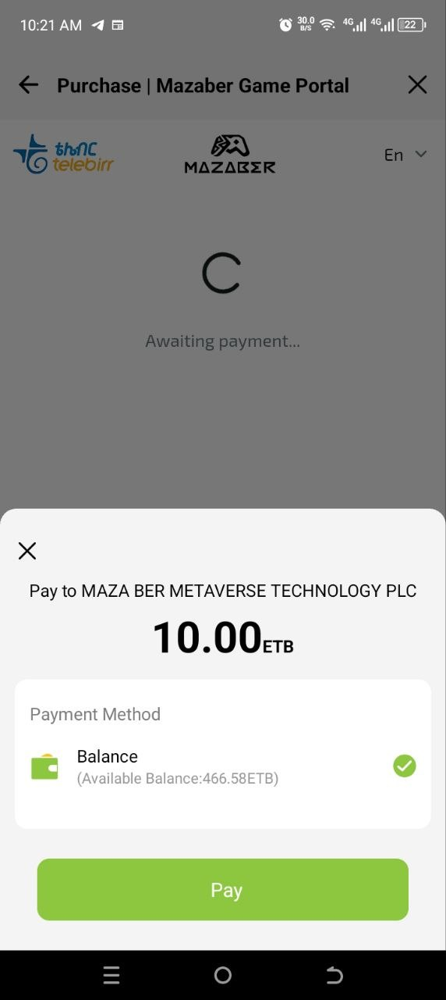 10:21 AM
30.0
B/S
4G
4G
22
Purchase | Mazaber Game Portal
ቴሌብር
telebirr
MAZABER
En
Awaiting payment...
Pay to MAZA BER METAVERSE TECHNOLOGY PLC
10.00ETB
Payment Method
Balance
(Available Balance:466.58ETB)
Pay